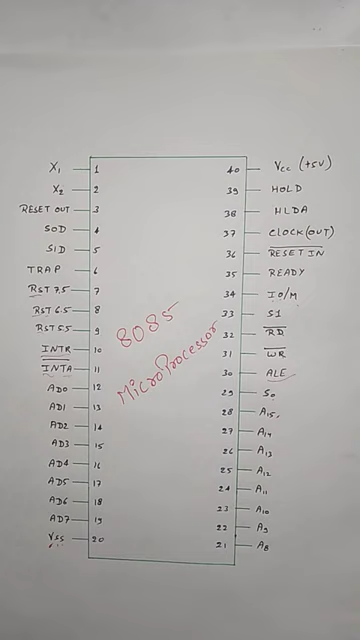 X1 1 40 Vcc (+5V)
X2 2 39 HOLD
RESET OUT 3 38 HLDA
SOD 4 37 CLOCK(OUT)
SID 5 36 RESET IN
TRAP 6 35 READY
RST 7.5 7 34 IO/M
RST 6.5 8 33 S1
RST 5.5 9 32 RD
INTR 10 31 WR
INTA 11 30 ALE
AD0 12 29 S0
AD1 13 28 A15
AD2 14 27 A14
AD3 15 26 A13
AD4 16 25 A12
AD5 17 24 A11
AD6 18 23 A10
AD7 19 22 A9
VSS 20 21 A8
8085
MicroProcessor